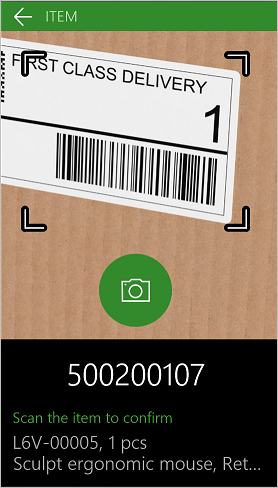 ITEM
FIRST CLASS DELIVERY
1
500200107
Scan the item to confirm
L6V-00005, 1 pcs
Sculpt ergonomic mouse, Ret...